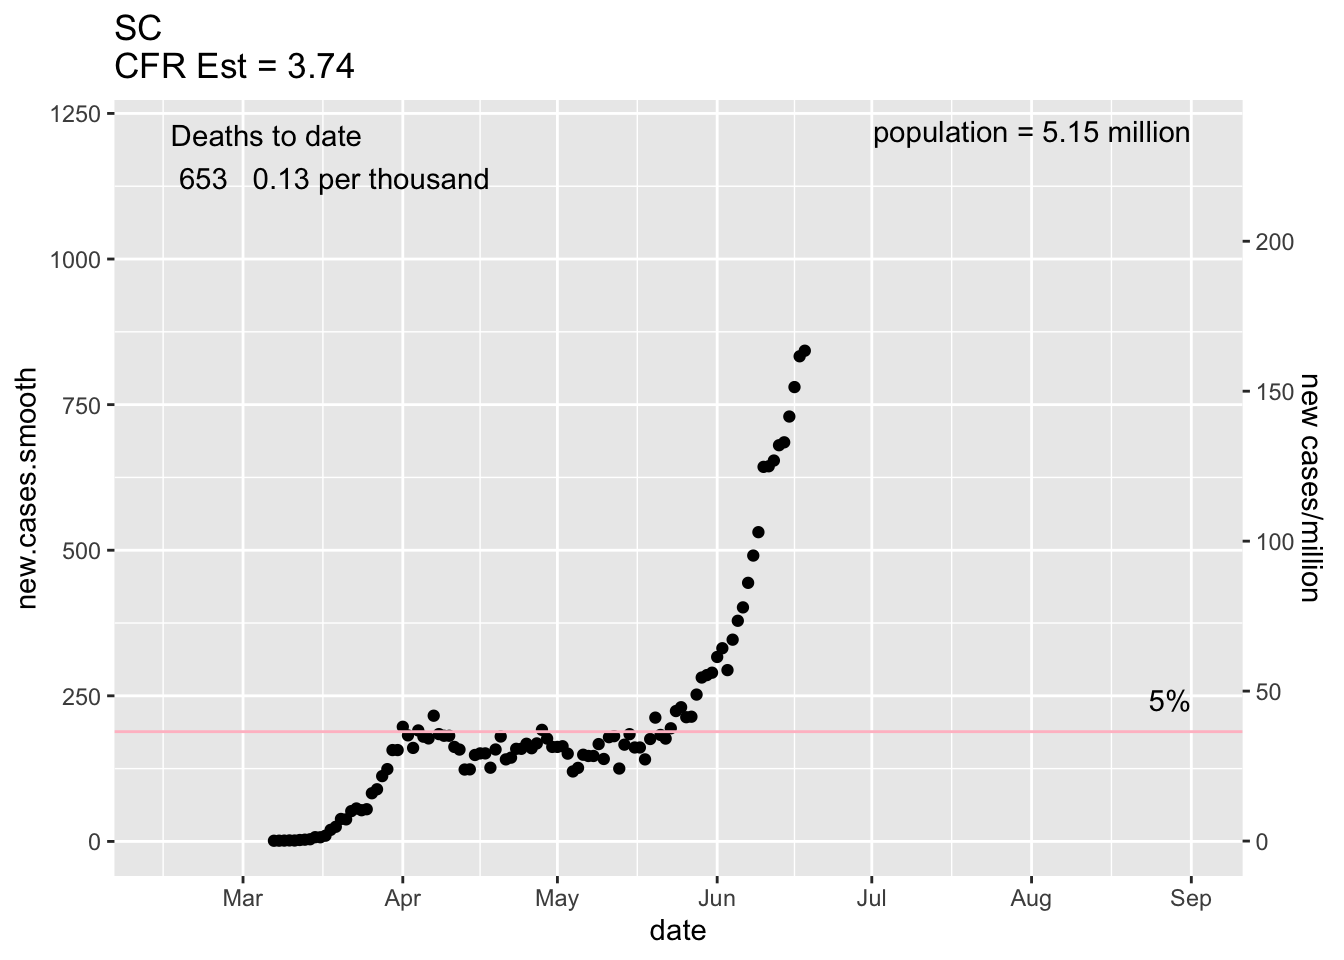 SC
CFR Est = 3.74
Deaths to date
653 0.13 per thousand
population = 5.15 million
5%
new.cases.smooth
1250
1000
750
500
250
0
200
150
100
50
0
new cases/million
Mar Apr May Jun Jul Aug Sep
date